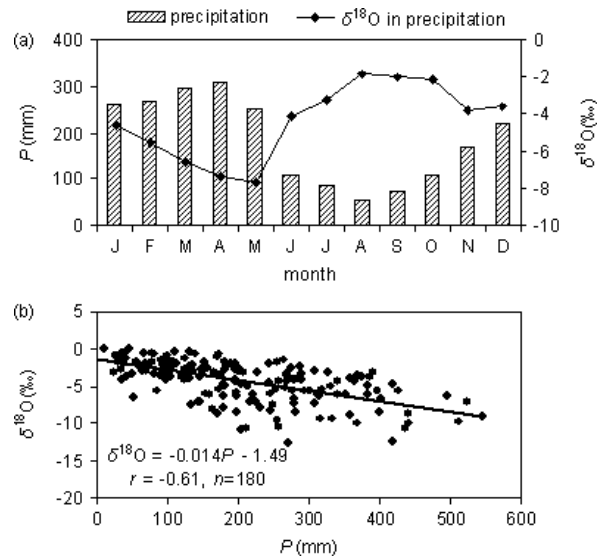 precipitation δ¹⁸O in precipitation
(a)
400 300 200 100 0
P (mm)
0 -2 -4 -6 -8 -10
δ¹⁸O(‰)
J F M A M J J A S O N D
month
(b)
5 0 -5 -10 -15 -20
δ¹⁸O(‰)
δ¹⁸O = -0.014P - 1.49
r = -0.61, n=180
0 100 200 300 400 500 600
P (mm)